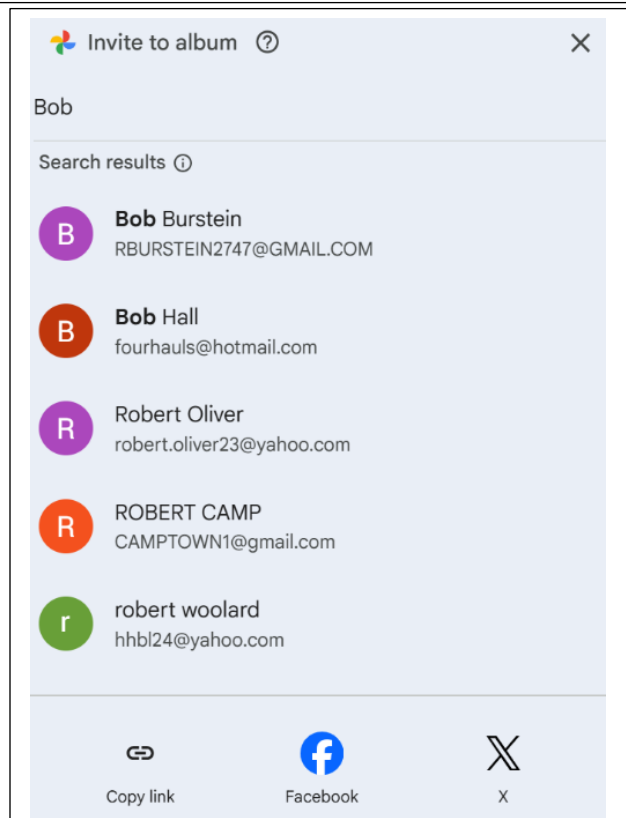 Invite to album
Bob
Search results
B
Bob Burstein
RBURSTEIN2747@GMAIL.COM
B
Bob Hall
fourhauls@hotmail.com
R
Robert Oliver
robert.oliver23@yahoo.com
R
ROBERT CAMP
CAMPTOWN1@gmail.com
r
robert woolard
hhbl24@yahoo.com
Copy link Facebook X